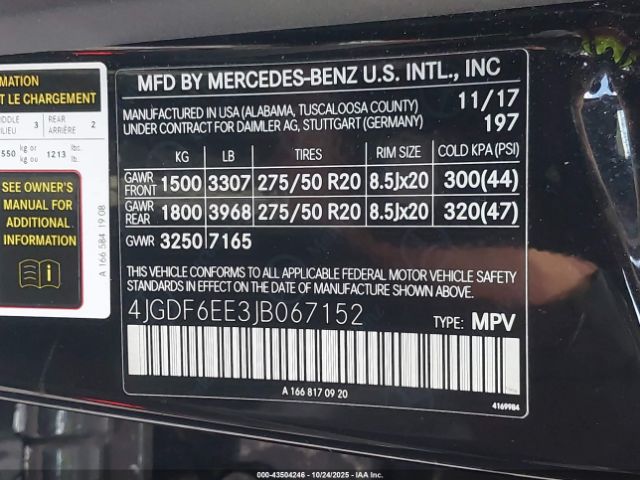 MATION
T LE CHARGEMENT
IDDLE 3 REAR 2
ILIEU ARRIÈRE
550 kg or kg ou 1213 lbs. or lb. ou
SEE OWNER'S
MANUAL FOR
ADDITIONAL
INFORMATION
A 166 584 19 08
MFD BY MERCEDES-BENZ U.S. INTL., INC
MANUFACTURED IN USA (ALABAMA, TUSCALOOSA COUNTY) 11/17
UNDER CONTRACT FOR DAIMLER AG, STUTTGART (GERMANY) 197
KG LB TIRES RIM SIZE COLD KPA (PSI)
GAWR FRONT 1500 3307 275/50 R20 8.5Jx20 300(44)
GAWR REAR 1800 3968 275/50 R20 8.5Jx20 320(47)
GVWR 3250 7165
THIS VEHICLE CONFORMS TO ALL APPLICABLE FEDERAL MOTOR VEHICLE SAFETY
STANDARDS IN EFFECT ON THE DATE OF MANUFACTURE SHOWN ABOVE.
4JGDF6EE3JB067152 TYPE: MPV
A 166 817 09 20
4169984
000-43504246 - 10/24/2025 - IAA Inc.